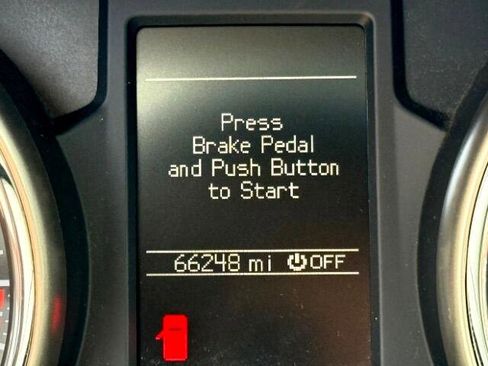 Press
Brake Pedal
and Push Button
to Start
66248 mi OFF